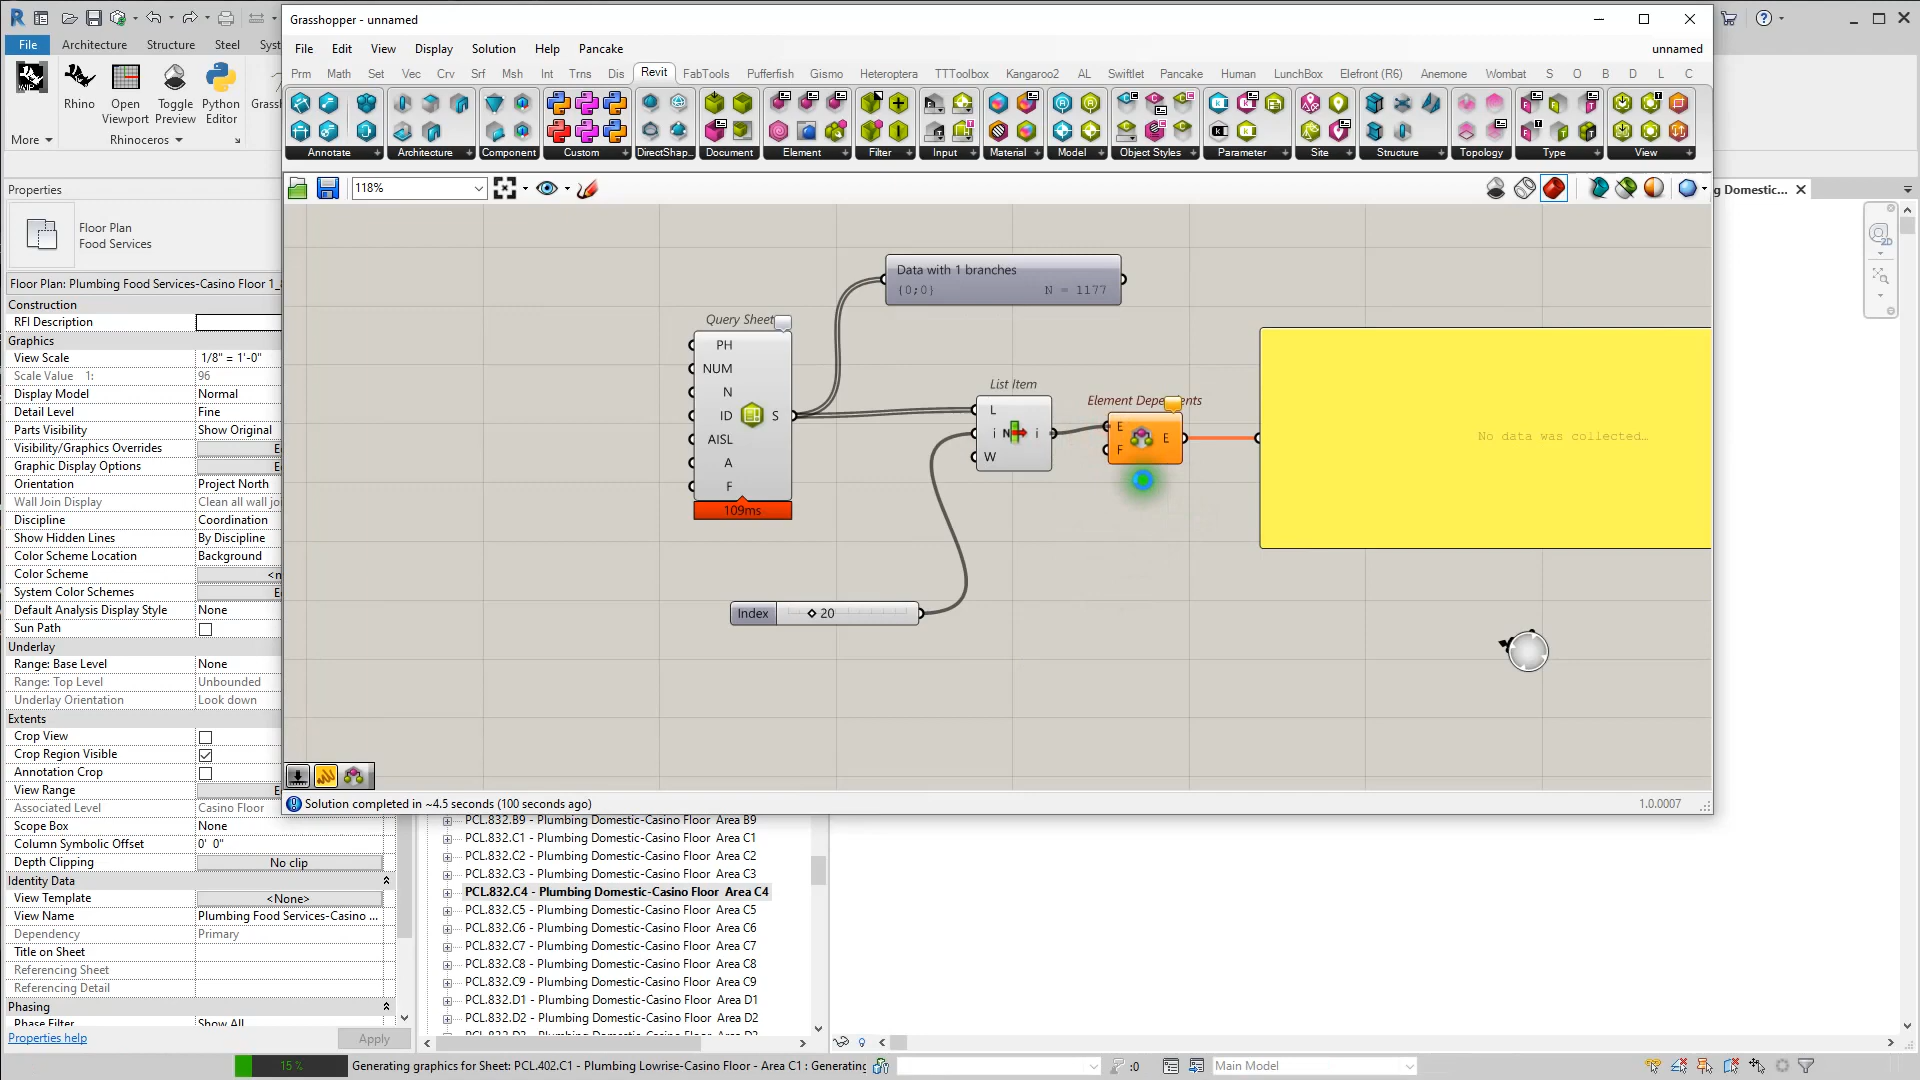 Grasshopper - unnamed
File Edit View Display Solution Help Pancake unnamed
Prm Math Set Vec Crv Srf Msh Int Trns Dis Revit FabTools Pufferfish Gismo Heteroptera TTToolbox Kangaroo2 AL Swiftlet Pancake Human LunchBox Elefront (R6) Anemone Wombat S O B D L C
File Architecture Structure Steel Syst
Rhino Open Viewport Toggle Preview Python Editor Grassh
More Rhinoceros
Annotate Architecture Component Custom DirectShap... Document Element Filter Input Material Model Object Styles Parameter Site Structure Topology Type View
118%
g Domestic...
Properties
Floor Plan
Food Services
Floor Plan: Plumbing Food Services-Casino Floor 1_
Construction
RFI Description
Graphics
View Scale 1/8" = 1'-0"
Scale Value 1: 96
Display Model Normal
Detail Level Fine
Parts Visibility Show Original
Visibility/Graphics Overrides
Graphic Display Options
Orientation Project North
Wall Join Display Clean all wall joi
Discipline Coordination
Show Hidden Lines By Discipline
Color Scheme Location Background
Color Scheme <n
System Color Schemes
Default Analysis Display Style None
Sun Path
Underlay
Range: Base Level None
Range: Top Level Unbounded
Underlay Orientation Look down
Extents
Crop View
Crop Region Visible
Annotation Crop
View Range
Associated Level Casino Floor
Scope Box None
Column Symbolic Offset 0' 0"
Depth Clipping No clip
Identity Data
View Template <None>
View Name Plumbing Food Services-Casino ...
Dependency Primary
Title on Sheet
Referencing Sheet
Referencing Detail
Phasing
Phase Filter Show All
Properties help Apply
Data with 1 branches
{0;0} N = 1177
Query Sheet
PH
NUM
N
ID S
AISL
A
F
109ms
List Item
L
i N i
W
Element Dependents
E E
F
No data was collected...
Index 20
Solution completed in ~4.5 seconds (100 seconds ago) 1.0.0007
PCL.832.B9 - Plumbing Domestic-Casino Floor Area B9
PCL.832.C1 - Plumbing Domestic-Casino Floor Area C1
PCL.832.C2 - Plumbing Domestic-Casino Floor Area C2
PCL.832.C3 - Plumbing Domestic-Casino Floor Area C3
PCL.832.C4 - Plumbing Domestic-Casino Floor Area C4
PCL.832.C5 - Plumbing Domestic-Casino Floor Area C5
PCL.832.C6 - Plumbing Domestic-Casino Floor Area C6
PCL.832.C7 - Plumbing Domestic-Casino Floor Area C7
PCL.832.C8 - Plumbing Domestic-Casino Floor Area C8
PCL.832.C9 - Plumbing Domestic-Casino Floor Area C9
PCL.832.D1 - Plumbing Domestic-Casino Floor Area D1
PCL.832.D2 - Plumbing Domestic-Casino Floor Area D2
15 % Generating graphics for Sheet: PCL.402.C1 - Plumbing Lowrise-Casino Floor - Area C1 : Generating :0 Main Model